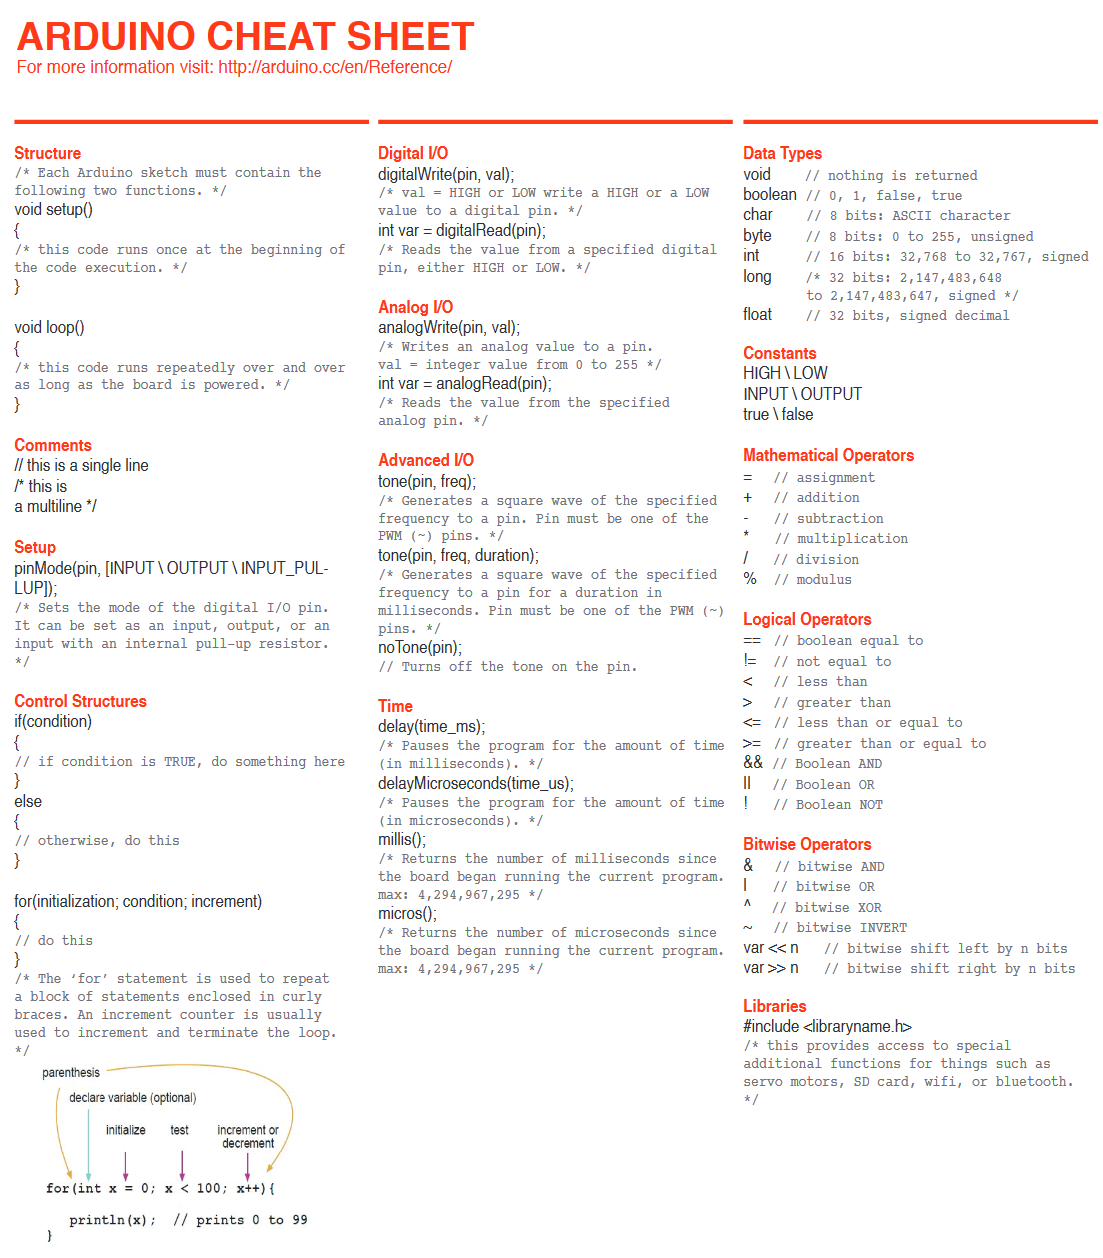 ARDUINO CHEAT SHEET
For more information visit: http://arduino.cc/en/Reference/
Structure
/* Each Arduino sketch must contain the
following two functions. */
void setup()
{
/* this code runs once at the beginning of
the code execution. */
}
void loop()
{
/* this code runs repeatedly over and over
as long as the board is powered. */
}
Comments
// this is a single line
/* this is
a multiline */
Setup
pinMode(pin, [INPUT \ OUTPUT \ INPUT_PUL-
LUP]);
/* Sets the mode of the digital I/O pin.
It can be set as an input, output, or an
input with an internal pull-up resistor.
*/
Control Structures
if(condition)
{
// if condition is TRUE, do something here
}
else
{
// otherwise, do this
}
for(initialization; condition; increment)
{
// do this
}
/* The ‘for’ statement is used to repeat
a block of statements enclosed in curly
braces. An increment counter is usually
used to increment and terminate the loop.
*/
parenthesis
declare variable (optional)
initialize test increment or
decrement
for(int x = 0; x < 100; x++){
println(x); // prints 0 to 99
}
Digital I/O
digitalWrite(pin, val);
/* val = HIGH or LOW write a HIGH or a LOW
value to a digital pin. */
int var = digitalRead(pin);
/* Reads the value from a specified digital
pin, either HIGH or LOW. */
Analog I/O
analogWrite(pin, val);
/* Writes an analog value to a pin.
val = integer value from 0 to 255 */
int var = analogRead(pin);
/* Reads the value from the specified
analog pin. */
Advanced I/O
tone(pin, freq);
/* Generates a square wave of the specified
frequency to a pin. Pin must be one of the
PWM (~) pins. */
tone(pin, freq, duration);
/* Generates a square wave of the specified
frequency to a pin for a duration in
milliseconds. Pin must be one of the PWM (~)
pins. */
noTone(pin);
// Turns off the tone on the pin.
Time
delay(time_ms);
/* Pauses the program for the amount of time
(in milliseconds). */
delayMicroseconds(time_us);
/* Pauses the program for the amount of time
(in microseconds). */
millis();
/* Returns the number of milliseconds since
the board began running the current program.
max: 4,294,967,295 */
micros();
/* Returns the number of microseconds since
the board began running the current program.
max: 4,294,967,295 */
Data Types
void // nothing is returned
boolean // 0, 1, false, true
char // 8 bits: ASCII character
byte // 8 bits: 0 to 255, unsigned
int // 16 bits: 32,768 to 32,767, signed
long /* 32 bits: 2,147,483,648
to 2,147,483,647, signed */
float // 32 bits, signed decimal
Constants
HIGH \ LOW
INPUT \ OUTPUT
true \ false
Mathematical Operators
= // assignment
+ // addition
- // subtraction
* // multiplication
/ // division
% // modulus
Logical Operators
== // boolean equal to
!= // not equal to
< // less than
> // greater than
<= // less than or equal to
>= // greater than or equal to
&& // Boolean AND
|| // Boolean OR
! // Boolean NOT
Bitwise Operators
& // bitwise AND
| // bitwise OR
^ // bitwise XOR
~ // bitwise INVERT
var << n // bitwise shift left by n bits
var >> n // bitwise shift right by n bits
Libraries
#include <libraryname.h>
/* this provides access to special
additional functions for things such as
servo motors, SD card, wifi, or bluetooth.
*/